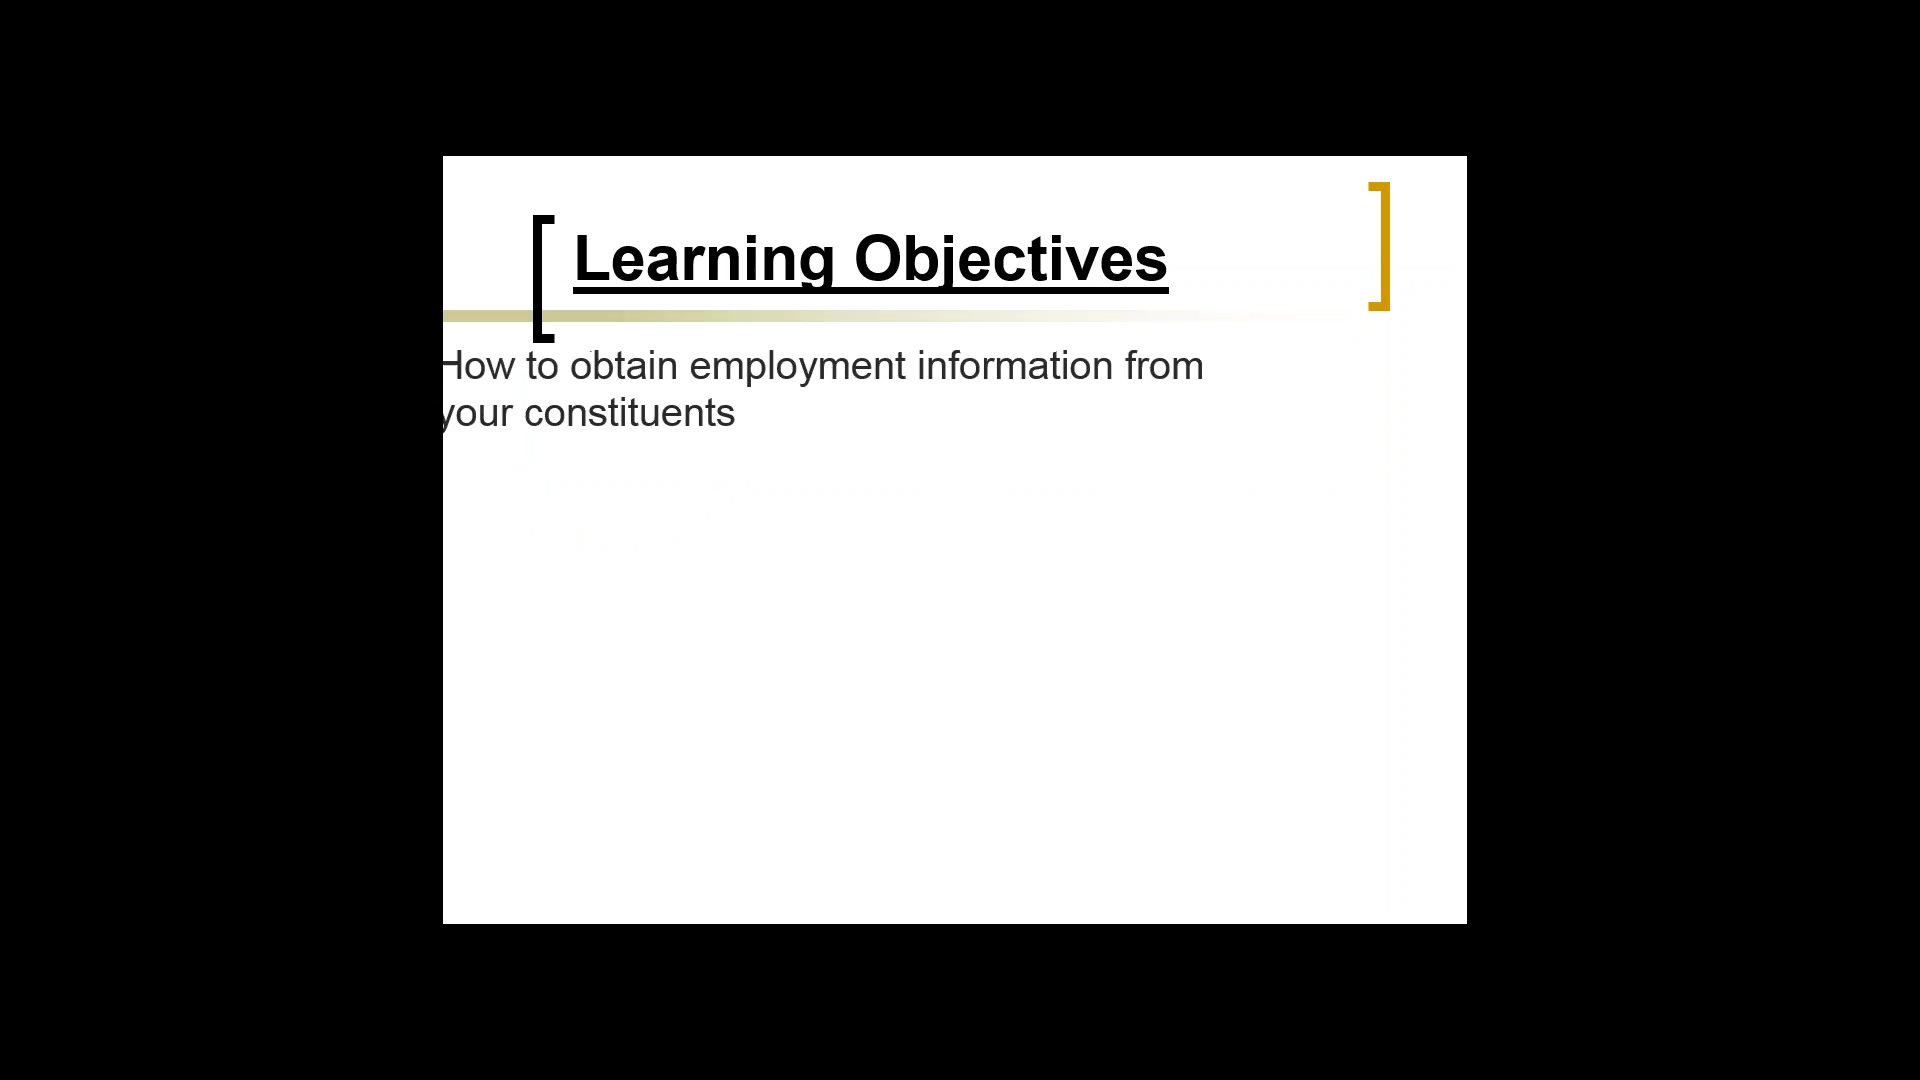 Learning Objectives
How to obtain employment information from
your constituents